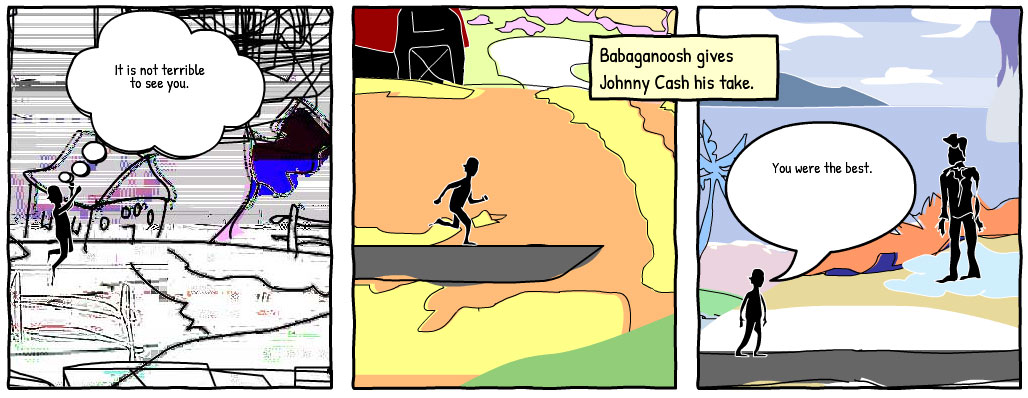 It is not terrible
to see you.
Babaganoosh gives
Johnny Cash his take.
You were the best.